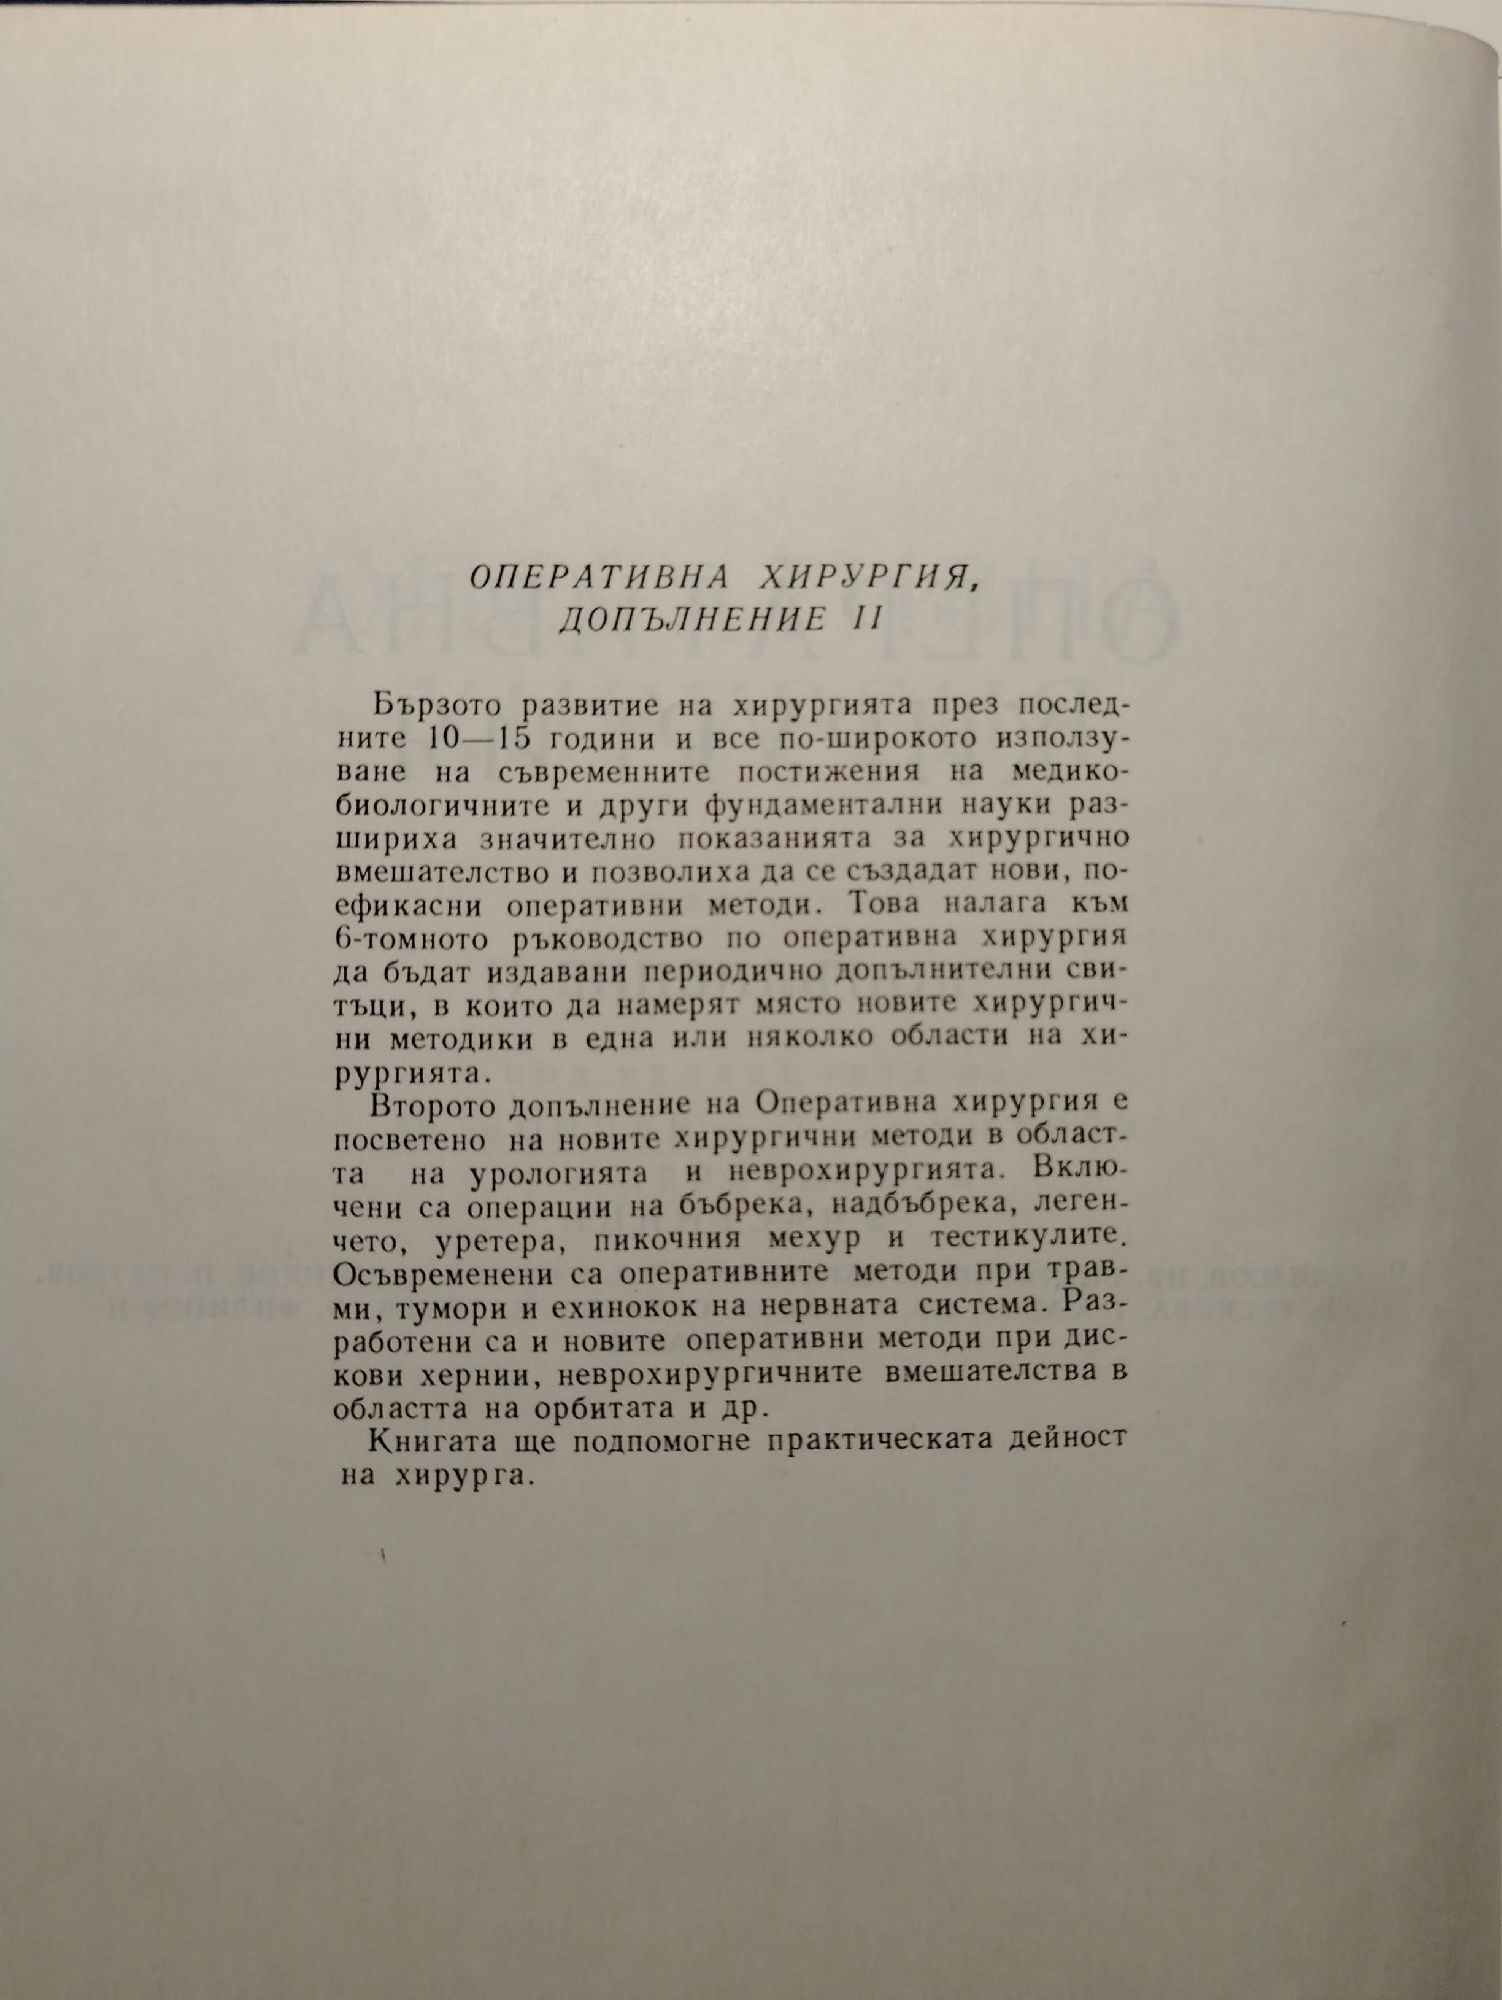 ОПЕРАТИВНА ХИРУРГИЯ,
ДОПЪЛНЕНИЕ II
Бързото развитие на хирургията през послед-
ните 10—15 години и все по-широкото използу-
ване на съвременните постижения на медико-
биологичните и други фундаментални науки раз-
шириха значително показанията за хирургично
вмешателство и позволиха да се създадат нови, по-
ефикасни оперативни методи. Това налага към
6-томното ръководство по оперативна хирургия
да бъдат издавани периодично допълнителни сви-
тъци, в които да намерят място новите хирургич-
ни методики в една или няколко области на хи-
рургията.
Второто допълнение на Оперативна хирургия е
посветено на новите хирургични методи в област-
та на урологията и неврохирургията. Вклю-
чени са операции на бъбрека, надбъбрека, леген-
чето, уретера, пикочния мехур и тестикулите.
Осъвременени са оперативните методи при трав-
ми, тумори и ехинокок на нервната система. Раз-
работени са и новите оперативни методи при дис-
кови хернии, неврохирургичните вмешателства в
областта на орбитата и др.
Книгата ще подпомогне практическата дейност
на хирурга.